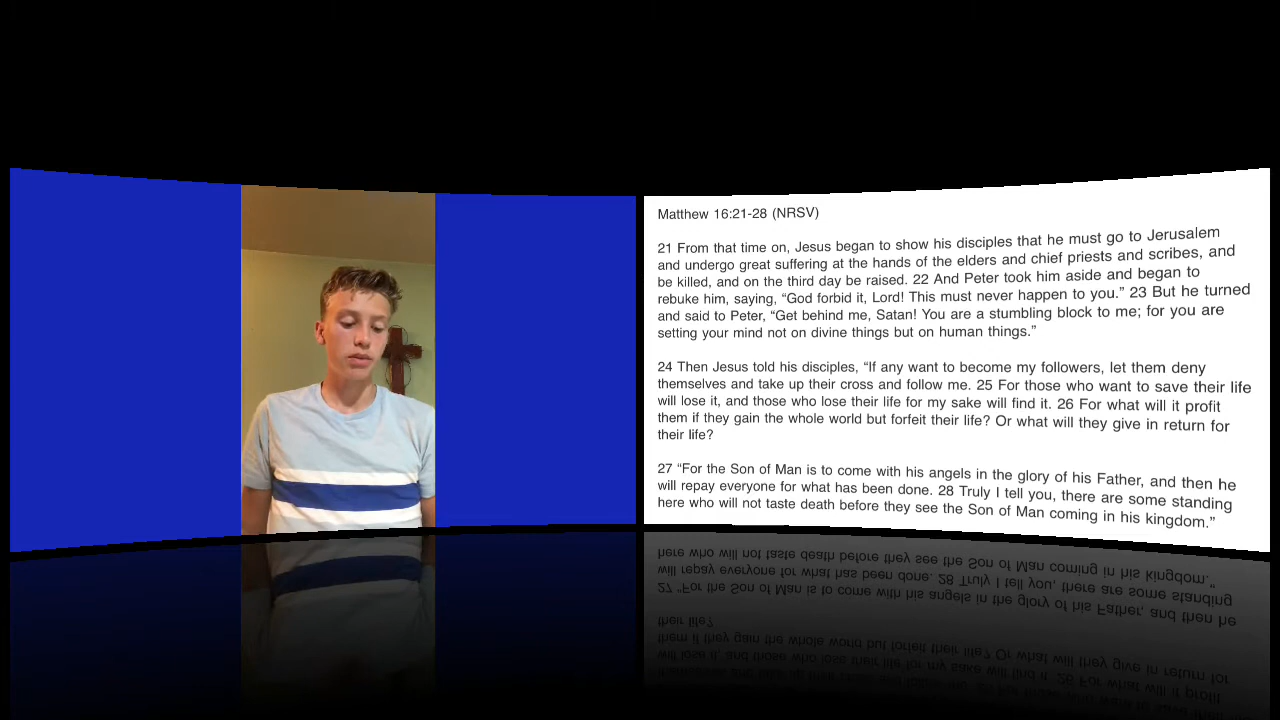 Matthew 16:21-28 (NRSV)
21 From that time on, Jesus began to show his disciples that he must go to Jerusalem
and undergo great suffering at the hands of the elders and chief priests and scribes, and
be killed, and on the third day be raised. 22 And Peter took him aside and began to
rebuke him, saying, “God forbid it, Lord! This must never happen to you.” 23 But he turned
and said to Peter, “Get behind me, Satan! You are a stumbling block to me; for you are
setting your mind not on divine things but on human things.”
24 Then Jesus told his disciples, “If any want to become my followers, let them deny
themselves and take up their cross and follow me. 25 For those who want to save their life
will lose it, and those who lose their life for my sake will find it. 26 For what will it profit
them if they gain the whole world but forfeit their life? Or what will they give in return for
their life?
27 “For the Son of Man is to come with his angels in the glory of his Father, and then he
will repay everyone for what has been done. 28 Truly I tell you, there are some standing
here who will not taste death before they see the Son of Man coming in his kingdom.”